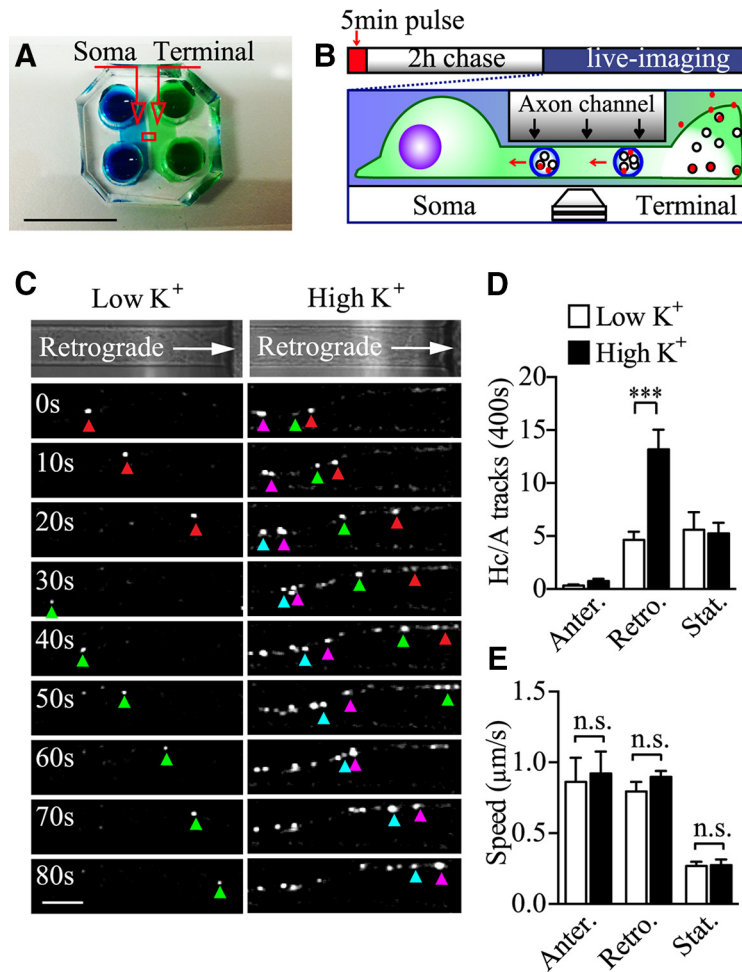 A
Soma
Terminal
B
5min pulse
2h chase
live-imaging
Axon channel
Soma
Terminal
C
Low K+
High K+
Retrograde
Retrograde
0s
10s
20s
30s
40s
50s
60s
70s
80s
D
Low K+
High K+
Hc/A tracks (400s)
20
15
10
5
0
***
Anter.
Retro.
Stat.
E
Speed (µm/s)
1.5
1.0
0.5
0.0
n.s.
n.s.
n.s.
Anter.
Retro.
Stat.